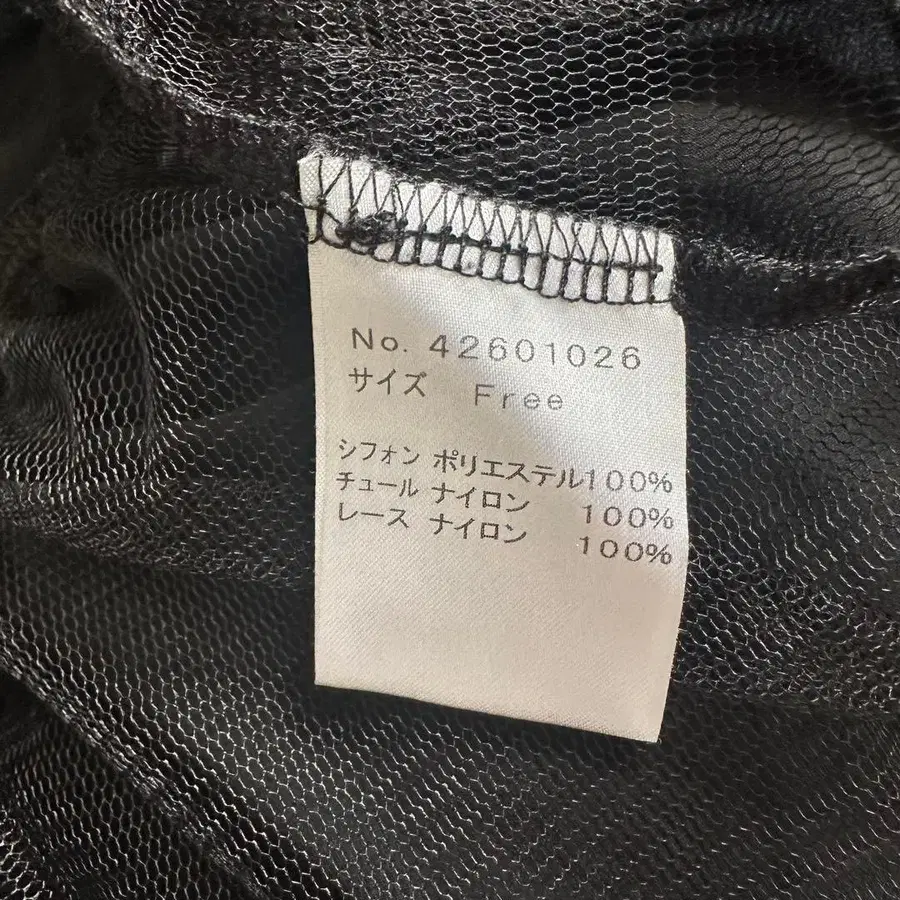 No. 42601026
サイズ Free
シフォン ポリエステル100%
チュール ナイロン 100%
レース ナイロン 100%